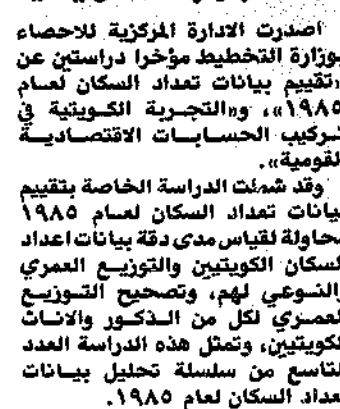 اصدرت الادارة المركزية للاحصاء
بوزارة التخطيط مؤخرا دراستين عن
«تقييم بيانات تعداد السكان لعام
١٩٨٥»، و«التجربة الكويتية في
تركيب الحسابات الاقتصادية
القومية».
وقد شملت الدراسة الخاصة بتقييم
بيانات تعداد السكان لعام ١٩٨٥
محاولة لقياس مدى دقة بيانات اعداد
السكان الكويتيين والتوزيع العمري
والنوعي لهم، وتصحيح التوزيع
العمري لكل من الذكور والاناث
الكويتيين، وتمثل هذه الدراسة العدد
التاسع من سلسلة تحليل بيانات
تعداد السكان لعام ١٩٨٥.